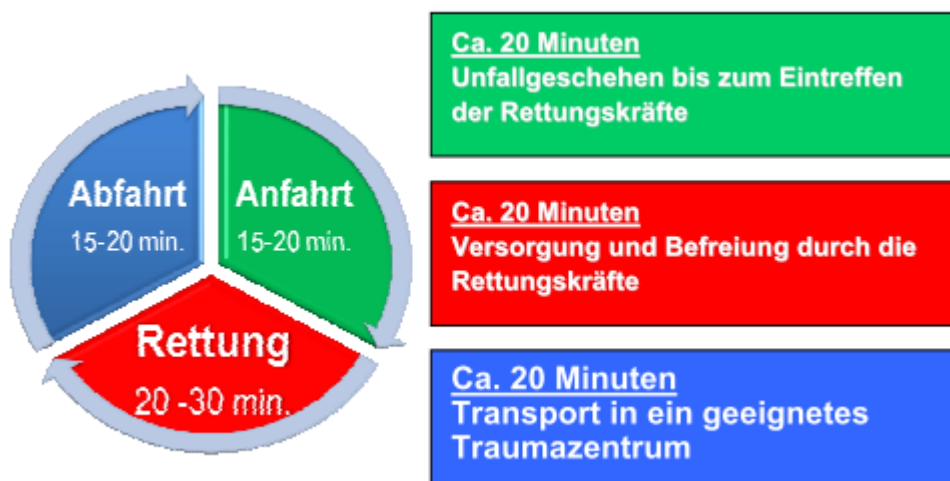 Abfahrt
15-20 min.
Anfahrt
15-20 min.
Rettung
20 -30 min.
Ca. 20 Minuten
Unfallgeschehen bis zum Eintreffen
der Rettungskräfte
Ca. 20 Minuten
Versorgung und Befreiung durch die
Rettungskräfte
Ca. 20 Minuten
Transport in ein geeignetes
Traumazentrum